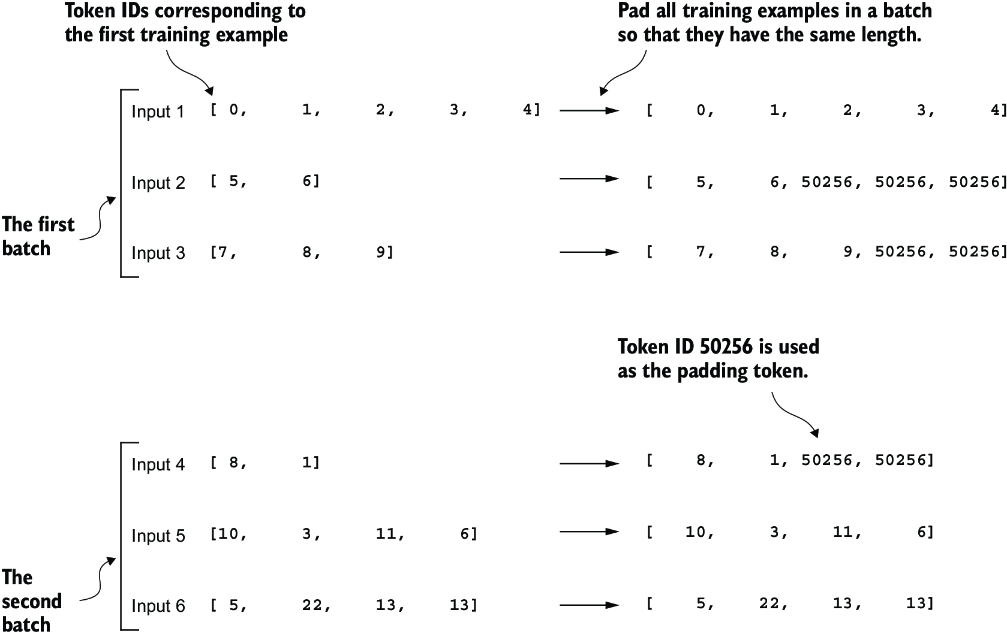 Token IDs corresponding to
the first training example
Pad all training examples in a batch
so that they have the same length.
Input 1 [ 0, 1, 2, 3, 4] [ 0, 1, 2, 3, 4]
Input 2 [ 5, 6] [ 5, 6, 50256, 50256, 50256]
The first
batch
Input 3 [7, 8, 9] [ 7, 8, 9, 50256, 50256]
Token ID 50256 is used
as the padding token.
Input 4 [ 8, 1] [ 8, 1, 50256, 50256]
Input 5 [10, 3, 11, 6] [ 10, 3, 11, 6]
The
second
batch
Input 6 [ 5, 22, 13, 13] [ 5, 22, 13, 13]